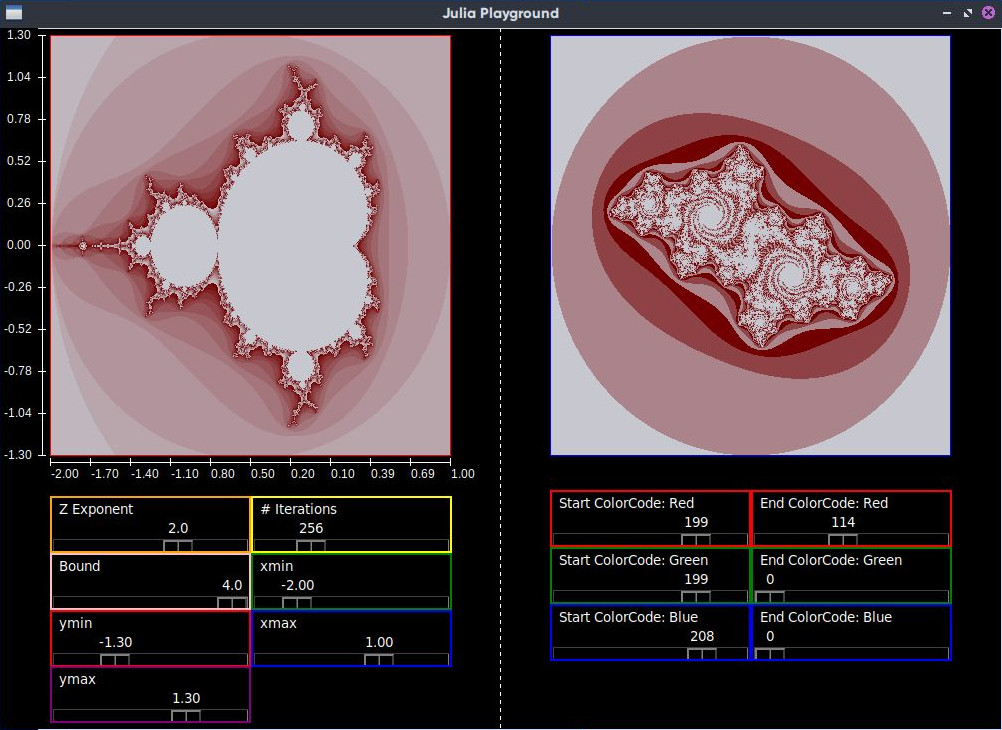 Julia Playground
1.30
1.04
0.78
0.52
0.26
0.00
-0.26
-0.52
-0.78
-1.04
-1.30
-2.00 -1.70 -1.40 -1.10 0.80 0.50 0.20 0.10 0.39 0.69 1.00
Z Exponent
2.0
# Iterations
256
Bound
4.0
xmin
-2.00
ymin
-1.30
xmax
1.00
ymax
1.30
Start ColorCode: Red
199
End ColorCode: Red
114
Start ColorCode: Green
199
End ColorCode: Green
0
Start ColorCode: Blue
208
End ColorCode: Blue
0